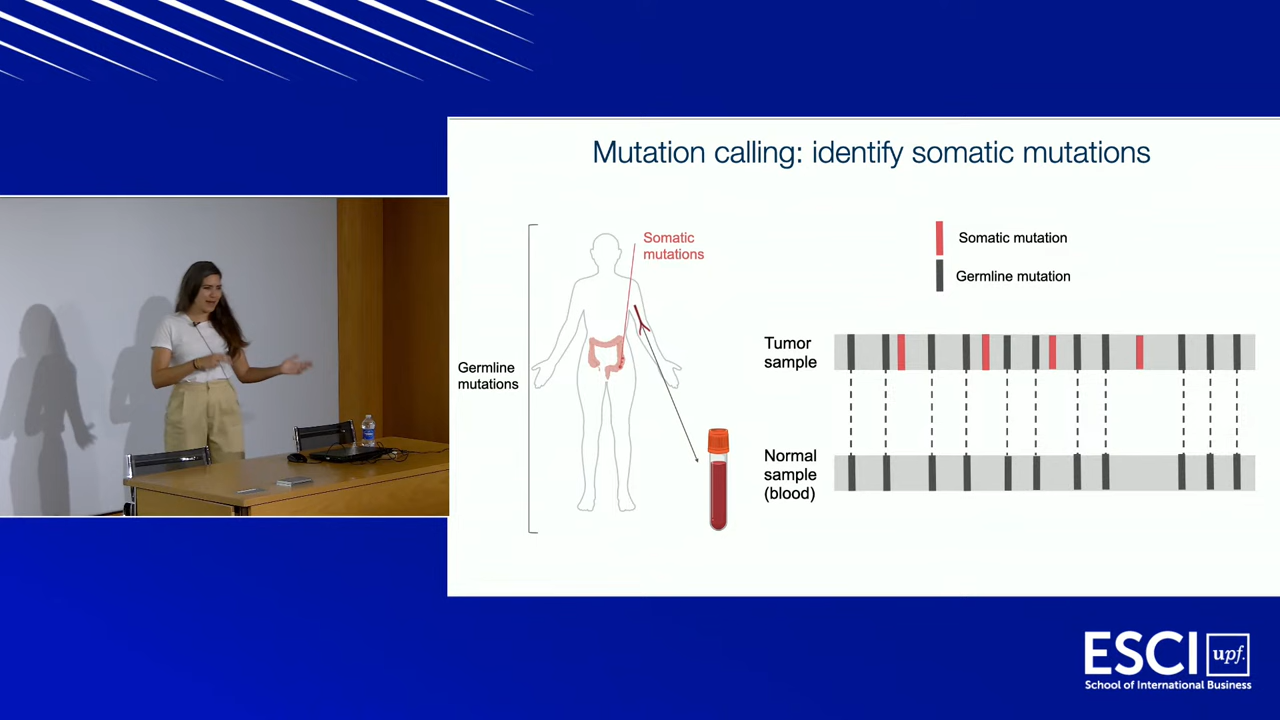 Mutation calling: identify somatic mutations
Somatic
mutations
Germline
mutations
Somatic mutation
Germline mutation
Tumor
sample
Normal
sample
(blood)
ESCI upf.
School of International Business